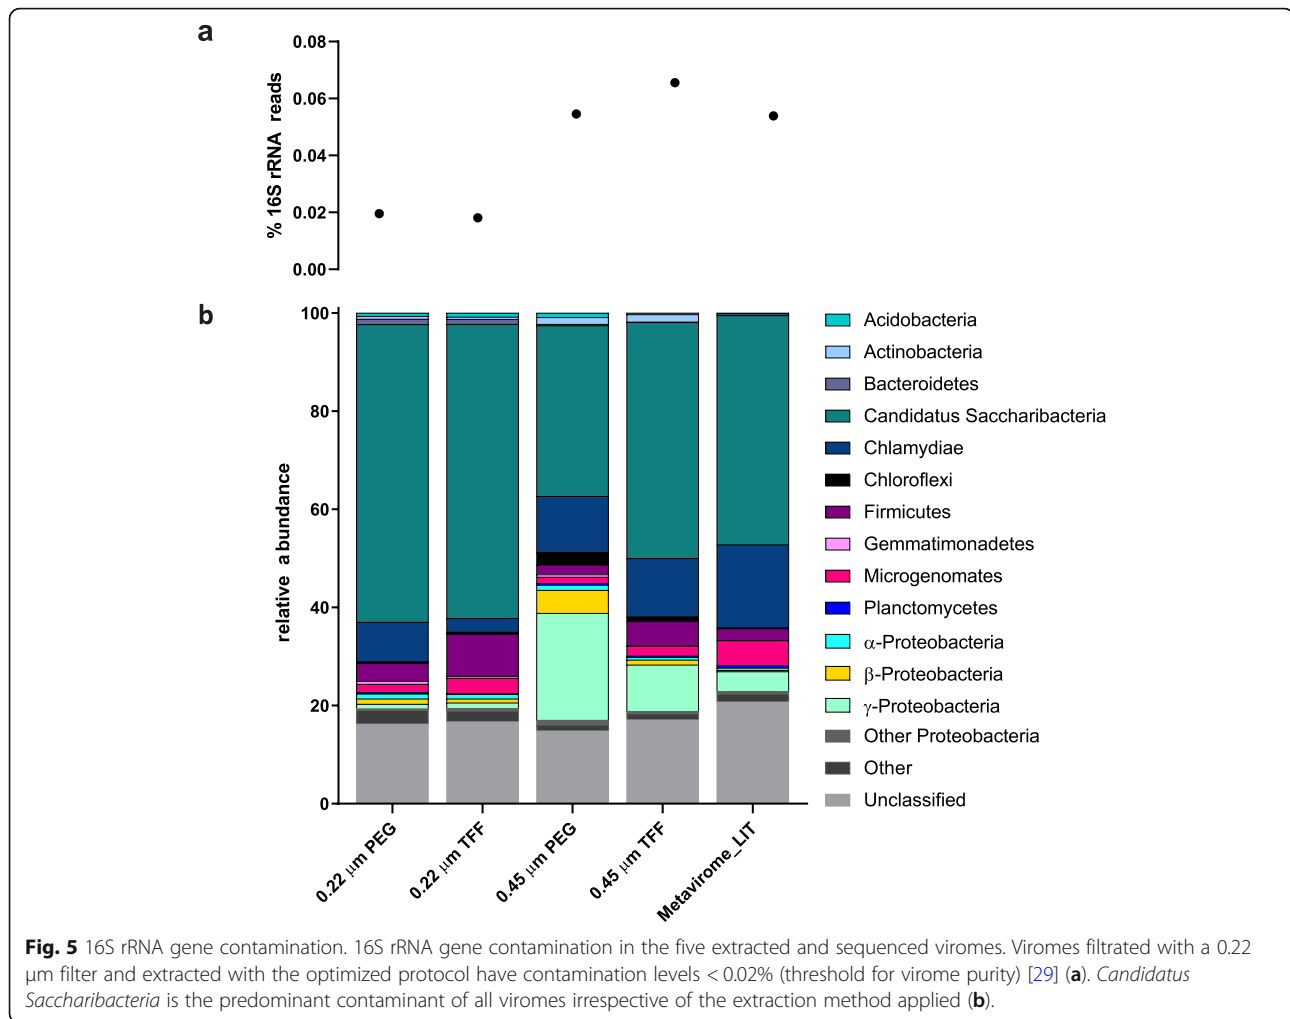 a
% 16S rRNA reads
0.08
0.06
0.04
0.02
0.00
b
relative abundance
100
80
60
40
20
0
0.22 µm PEG
0.22 µm TFF
0.45 µm PEG
0.45 µm TFF
Metavirome_LIT
Acidobacteria
Actinobacteria
Bacteroidetes
Candidatus Saccharibacteria
Chlamydiae
Chloroflexi
Firmicutes
Gemmatimonadetes
Microgenomates
Planctomycetes
α-Proteobacteria
β-Proteobacteria
γ-Proteobacteria
Other Proteobacteria
Other
Unclassified
Fig. 5 16S rRNA gene contamination. 16S rRNA gene contamination in the five extracted and sequenced viromes. Viromes filtrated with a 0.22
µm filter and extracted with the optimized protocol have contamination levels < 0.02% (threshold for virome purity) [29] (a). Candidatus
Saccharibacteria is the predominant contaminant of all viromes irrespective of the extraction method applied (b).